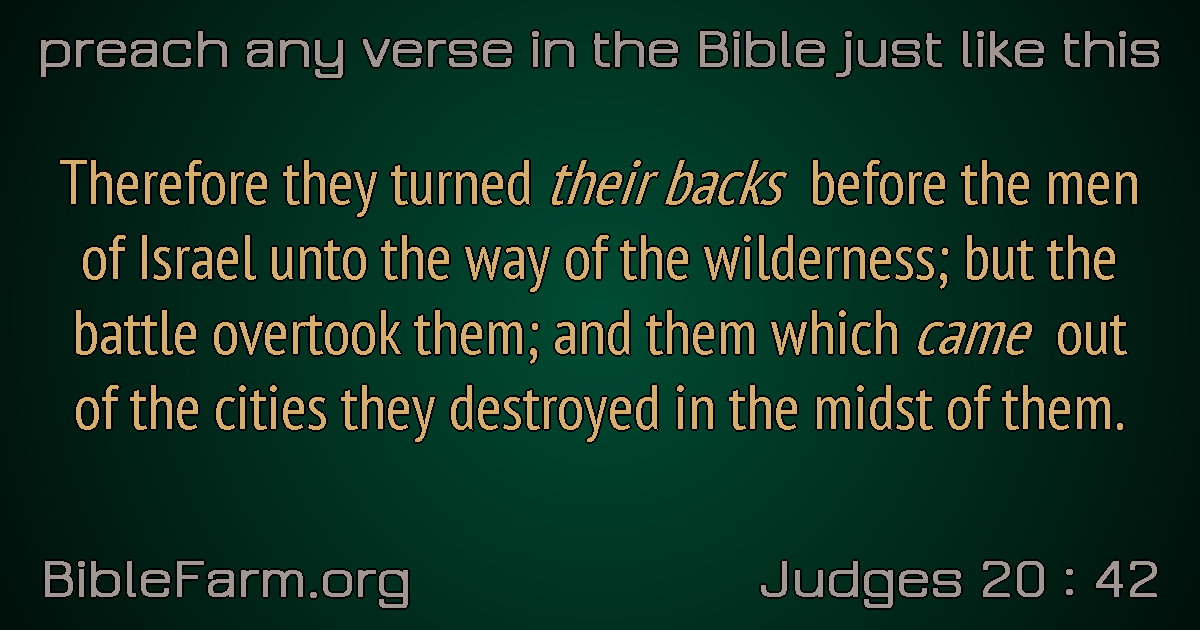 preach any verse in the Bible just like this
Therefore they turned their backs before the men
of Israel unto the way of the wilderness; but the
battle overtook them; and them which came out
of the cities they destroyed in the midst of them.
BibleFarm.org
Judges 20 : 42